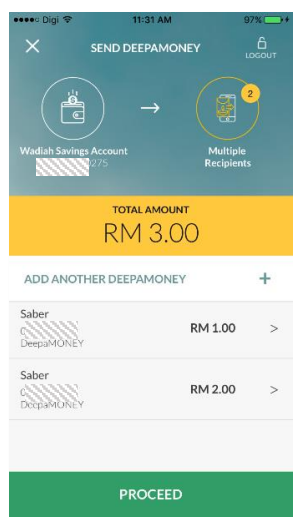 Digi 11:31 AM 97%
SEND DEEPAMONEY
LOGOUT
2
Wadiah Savings Account
275
Multiple
Recipients
TOTAL AMOUNT
RM 3.00
ADD ANOTHER DEEPAMONEY +
Saber
RM 1.00 >
DeepaMONEY
Saber
RM 2.00 >
DeepaMONEY
PROCEED